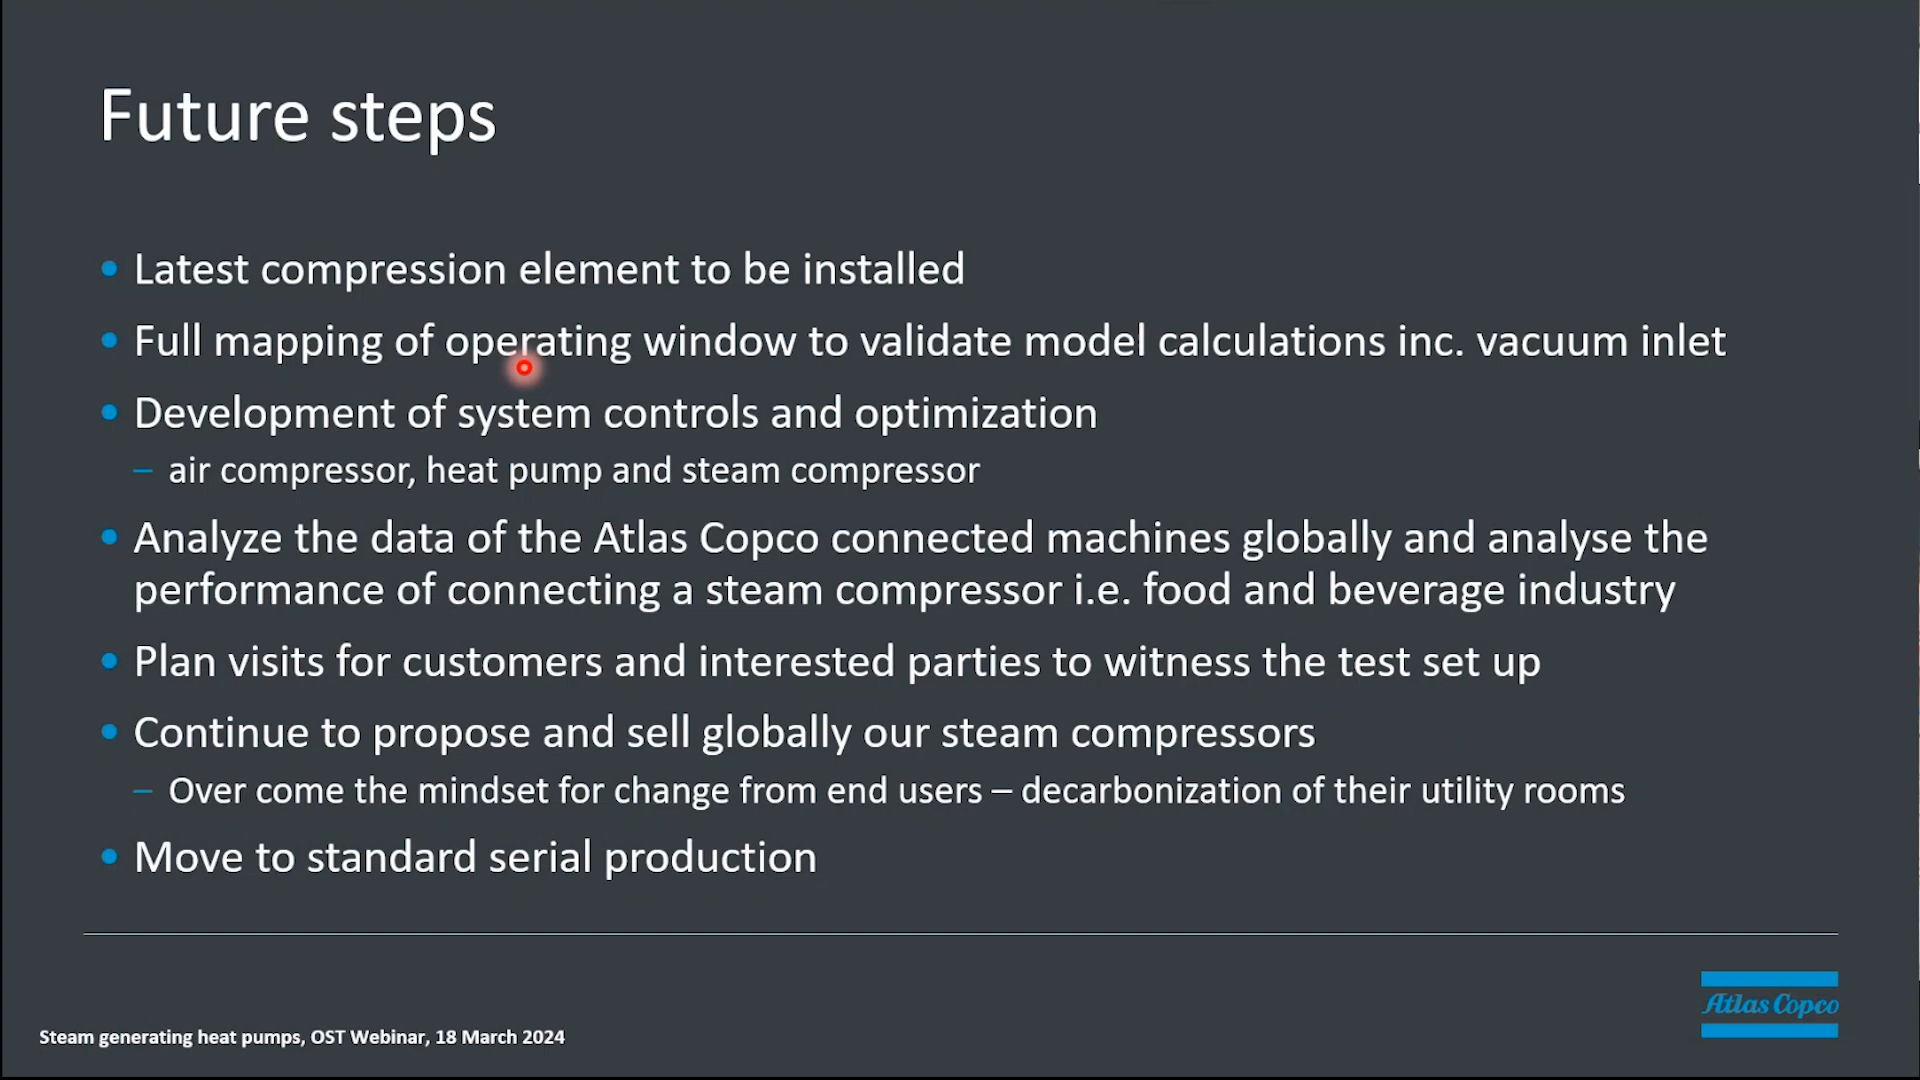 Future steps
• Latest compression element to be installed
• Full mapping of operating window to validate model calculations inc. vacuum inlet
• Development of system controls and optimization
– air compressor, heat pump and steam compressor
• Analyze the data of the Atlas Copco connected machines globally and analyse the
performance of connecting a steam compressor i.e. food and beverage industry
• Plan visits for customers and interested parties to witness the test set up
• Continue to propose and sell globally our steam compressors
– Over come the mindset for change from end users – decarbonization of their utility rooms
• Move to standard serial production
Atlas Copco
Steam generating heat pumps, OST Webinar, 18 March 2024